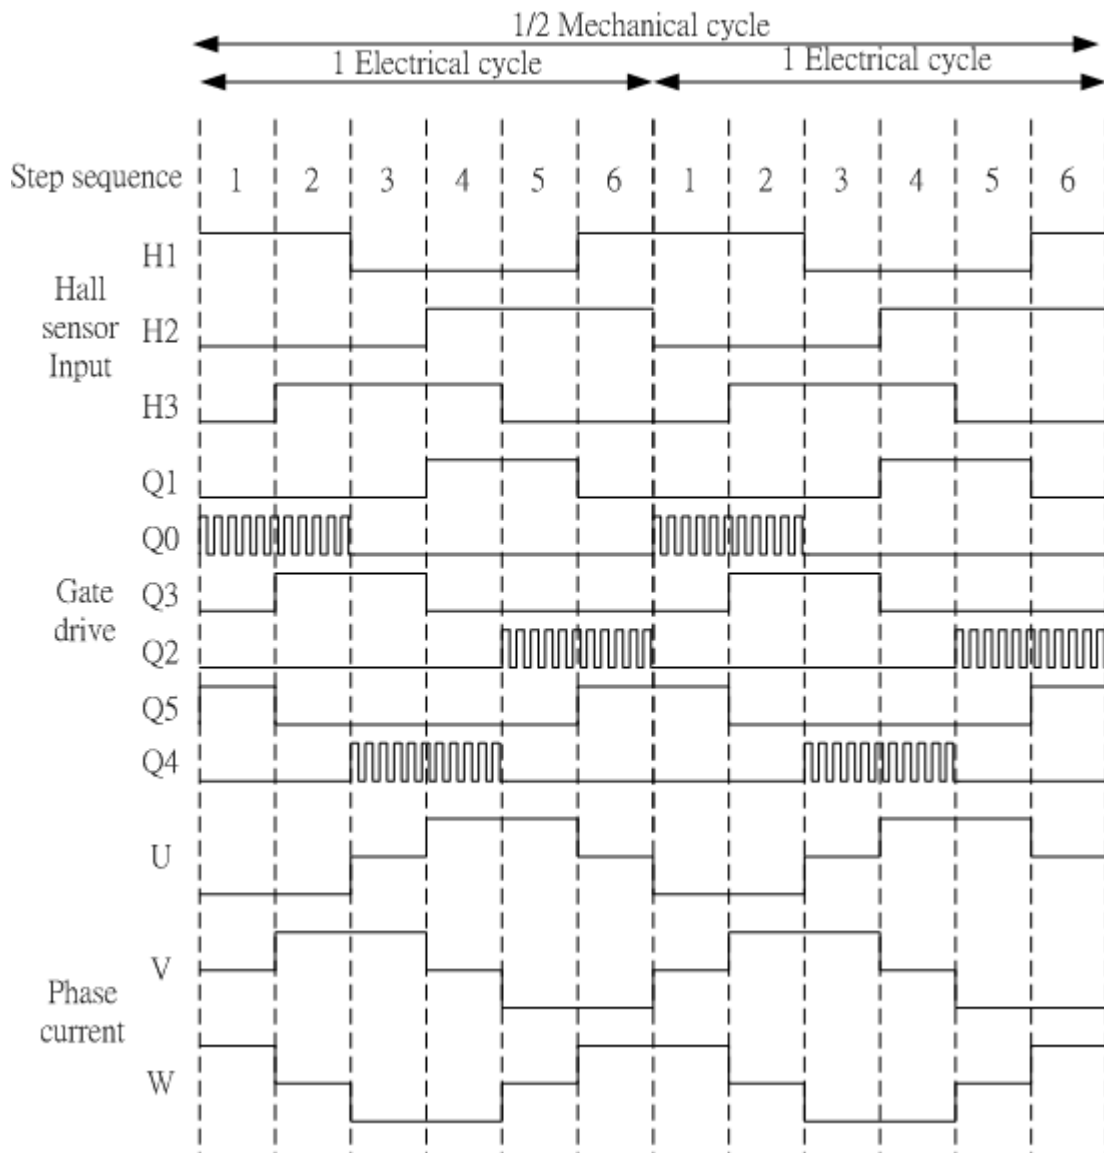 1/2 Mechanical cycle
1 Electrical cycle 1 Electrical cycle
Step sequence 1 2 3 4 5 6 1 2 3 4 5 6
Hall
sensor
Input
H1
H2
H3
Gate
drive
Q1
Q0
Q3
Q2
Q5
Q4
Phase
current
U
V
W